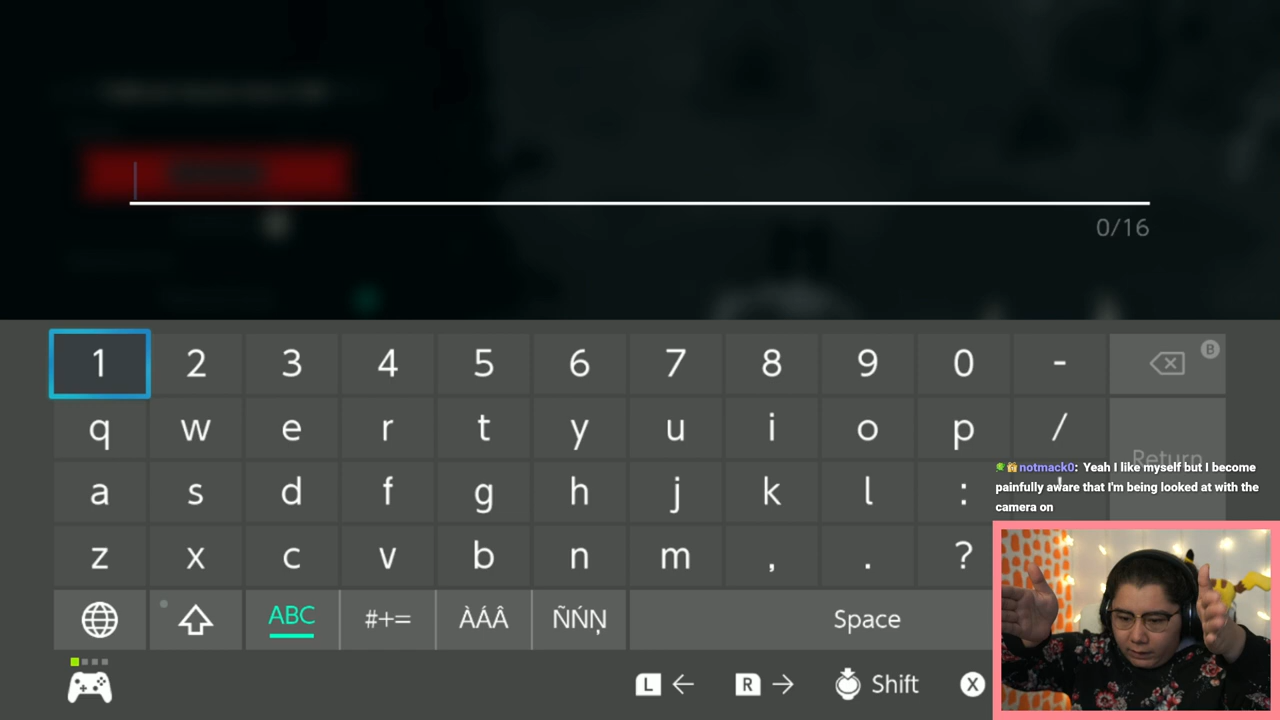 0/16
1 2 3 4 5 6 7 8 9 0 - B
q w e r t y u i o p / Return
a s d f g h j k l :
z x c v b n m , . ?
ABC #+= ÀÁÂ ÑŃŅ Space
L ← R → Shift X
notmack0: Yeah I like myself but I become
painfully aware that I'm being looked at with the
camera on